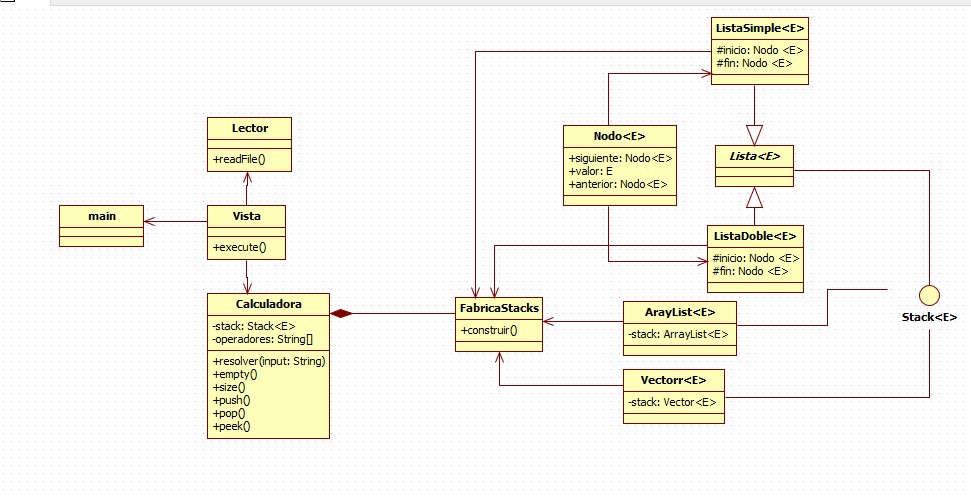 ListaSimple<E>
#inicio: Nodo <E>
#fin: Nodo <E>
Lector
+readFile()
Nodo<E>
+siguiente: Nodo<E>
+valor: E
+anterior: Nodo<E>
Lista<E>
main
Vista
+execute()
ListaDoble<E>
#inicio: Nodo <E>
#fin: Nodo <E>
Calculadora
-stack: Stack<E>
-operadores: String[]
+resolver(input: String)
+empty()
+size()
+push()
+pop()
+peek()
FabricaStacks
+construir()
ArayList<E>
-stack: ArrayList<E>
Stack<E>
Vectorr<E>
-stack: Vector<E>